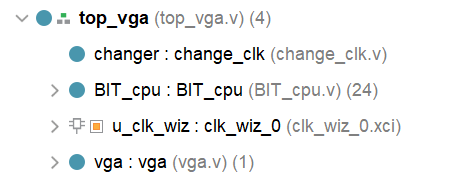 top_vga (top_vga.v) (4)
changer : change_clk (change_clk.v)
BIT_cpu : BIT_cpu (BIT_cpu.v) (24)
u_clk_wiz : clk_wiz_0 (clk_wiz_0.xci)
vga : vga (vga.v) (1)